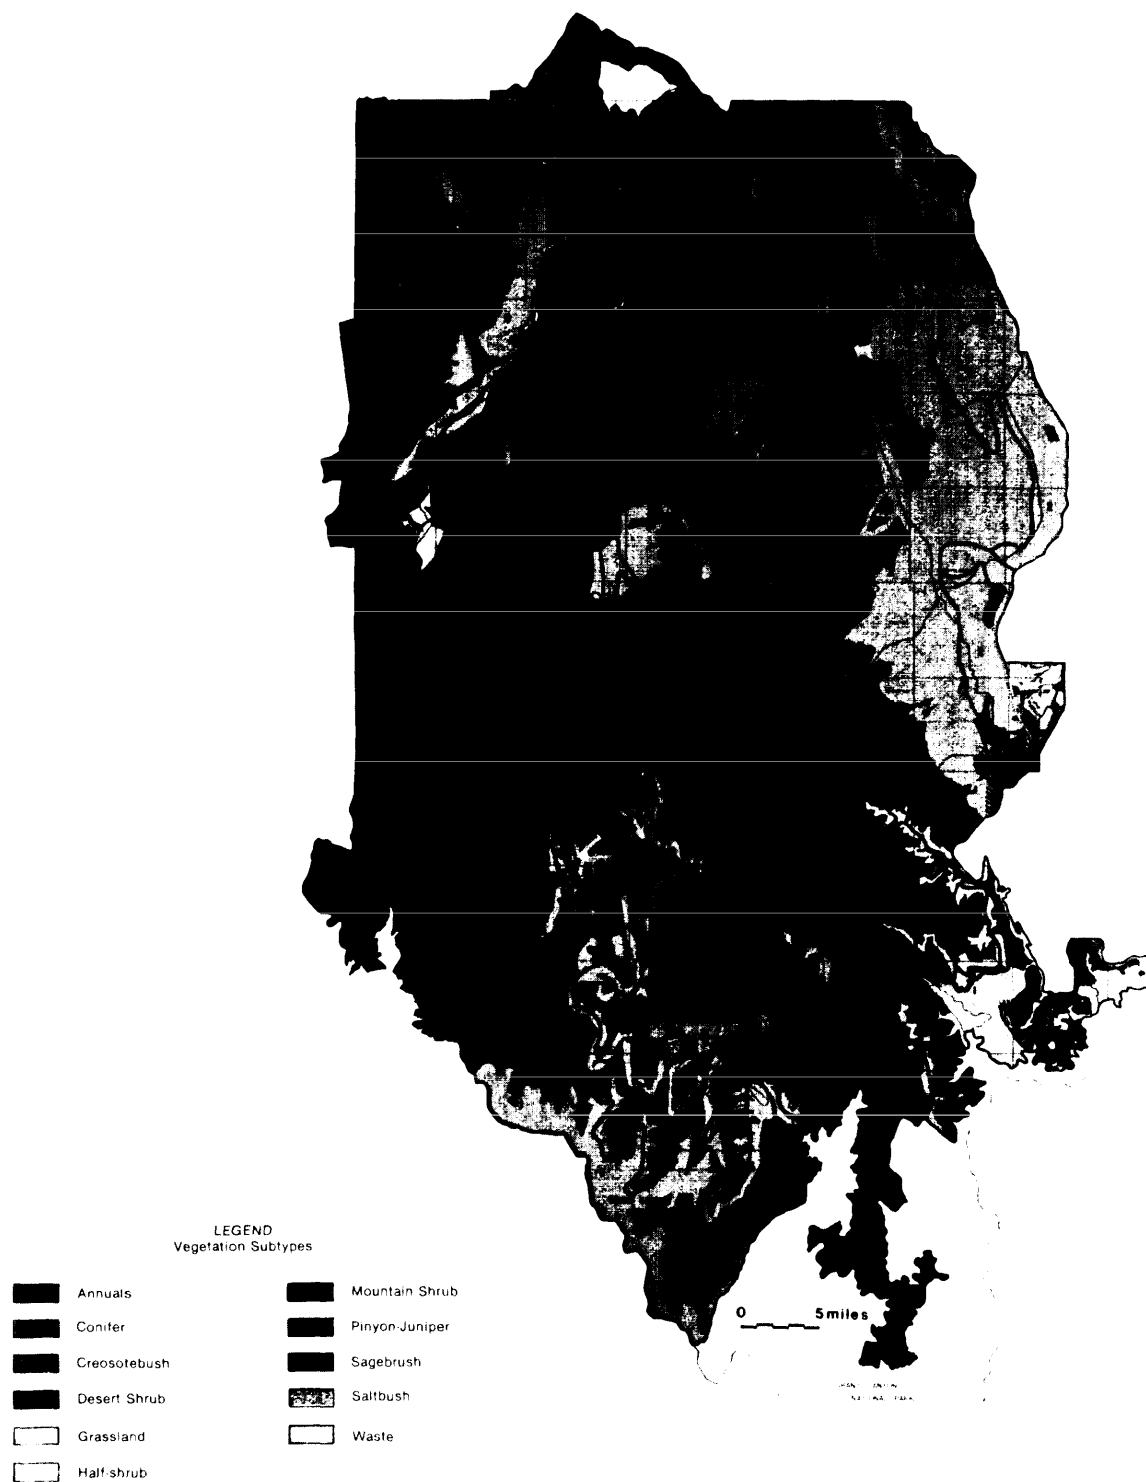 LEGEND
Vegetation Subtypes
Annuals
Conifer
Creosotebush
Desert Shrub
Grassland
Half-shrub
Mountain Shrub
Pinyon-Juniper
Sagebrush
Saltbush
Waste
0 5 miles